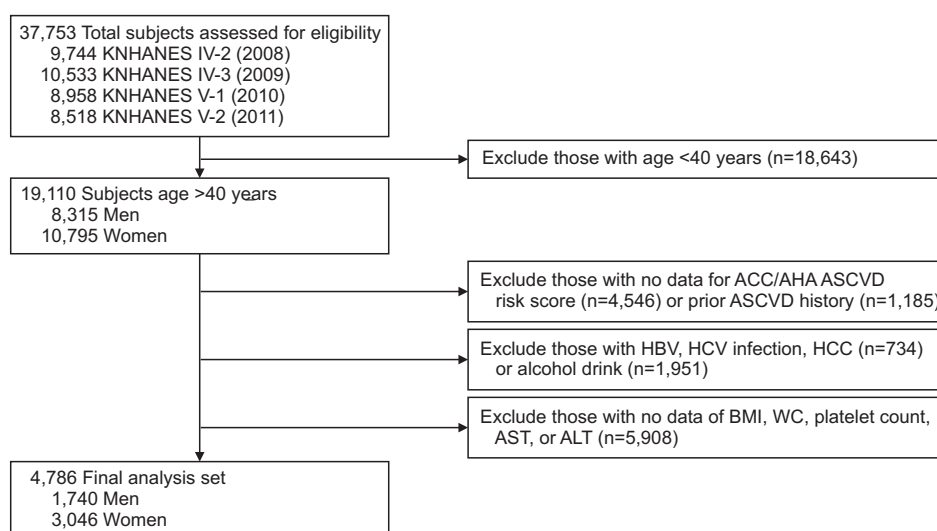 37,753 Total subjects assessed for eligibility
9,744 KNHANES IV-2 (2008)
10,533 KNHANES IV-3 (2009)
8,958 KNHANES V-1 (2010)
8,518 KNHANES V-2 (2011)
Exclude those with age <40 years (n=18,643)
19,110 Subjects age >40 years
8,315 Men
10,795 Women
Exclude those with no data for ACC/AHA ASCVD
risk score (n=4,546) or prior ASCVD history (n=1,185)
Exclude those with HBV, HCV infection, HCC (n=734)
or alcohol drink (n=1,951)
Exclude those with no data of BMI, WC, platelet count,
AST, or ALT (n=5,908)
4,786 Final analysis set
1,740 Men
3,046 Women